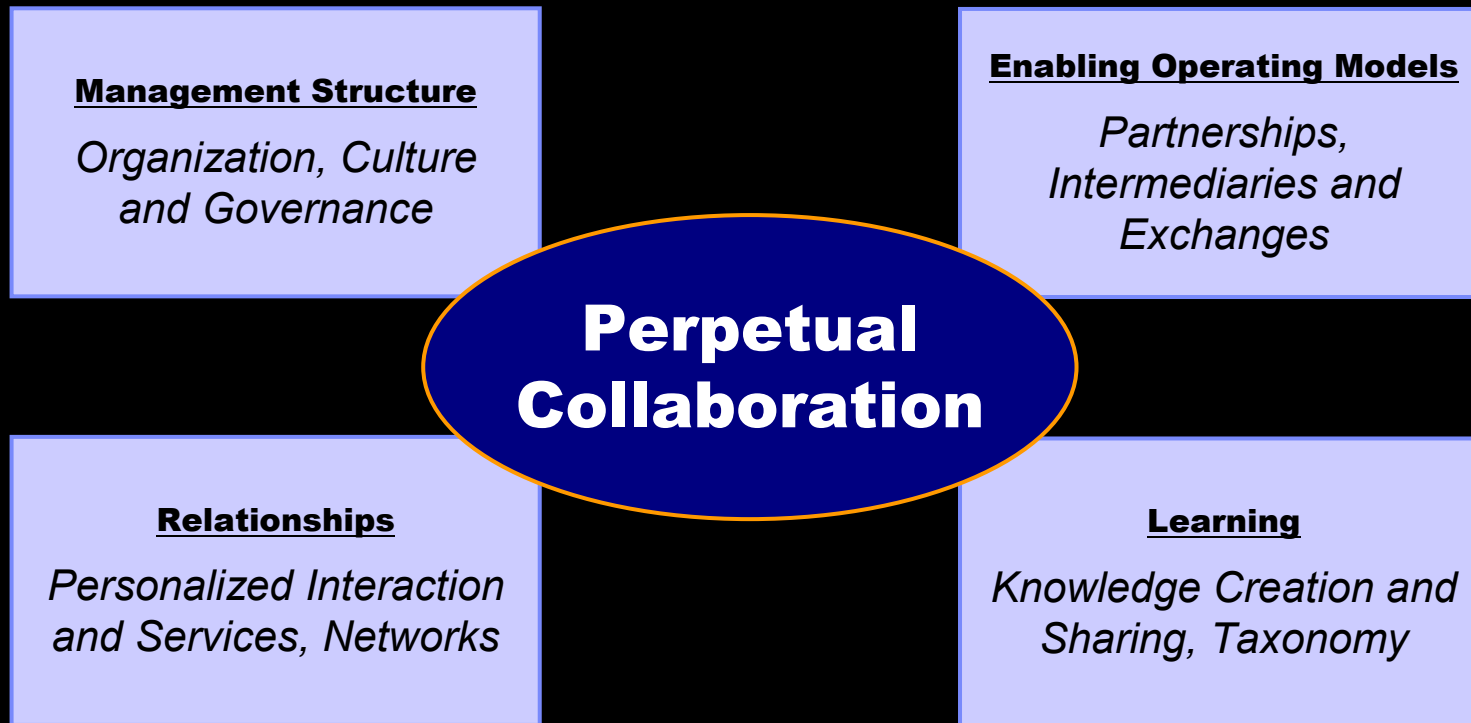 Management Structure
Organization, Culture
and Governance
Enabling Operating Models
Partnerships,
Intermediaries and
Exchanges
Perpetual
Collaboration
Relationships
Personalized Interaction
and Services, Networks
Learning
Knowledge Creation and
Sharing, Taxonomy